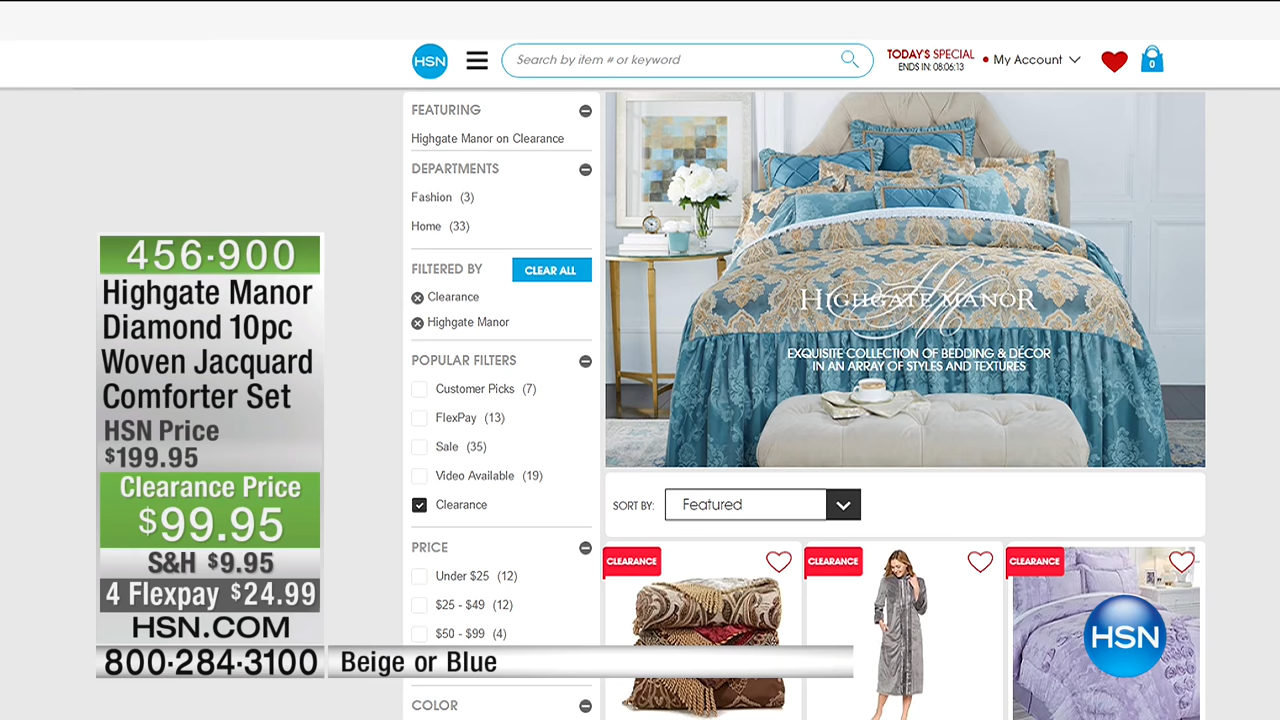 HSN
Search by item # or keyword
TODAY'S SPECIAL
ENDS IN: 08:06:13
My Account
0
FEATURING
Highgate Manor on Clearance
DEPARTMENTS
Fashion (3)
Home (33)
FILTERED BY
CLEAR ALL
Clearance
Highgate Manor
POPULAR FILTERS
Customer Picks (7)
FlexPay (13)
Sale (35)
Video Available (19)
Clearance
PRICE
Under $25 (12)
$25 - $49 (12)
$50 - $99 (4)
COLOR
HIGHGATE MANOR
EXQUISITE COLLECTION OF BEDDING & DÉCOR
IN AN ARRAY OF STYLES AND TEXTURES
SORT BY:
Featured
CLEARANCE
CLEARANCE
CLEARANCE
HSN
456-900
Highgate Manor
Diamond 10pc
Woven Jacquard
Comforter Set
HSN Price
$199.95
Clearance Price
$99.95
S&H $9.95
4 Flexpay $24.99
HSN.COM
800-284-3100
Beige or Blue